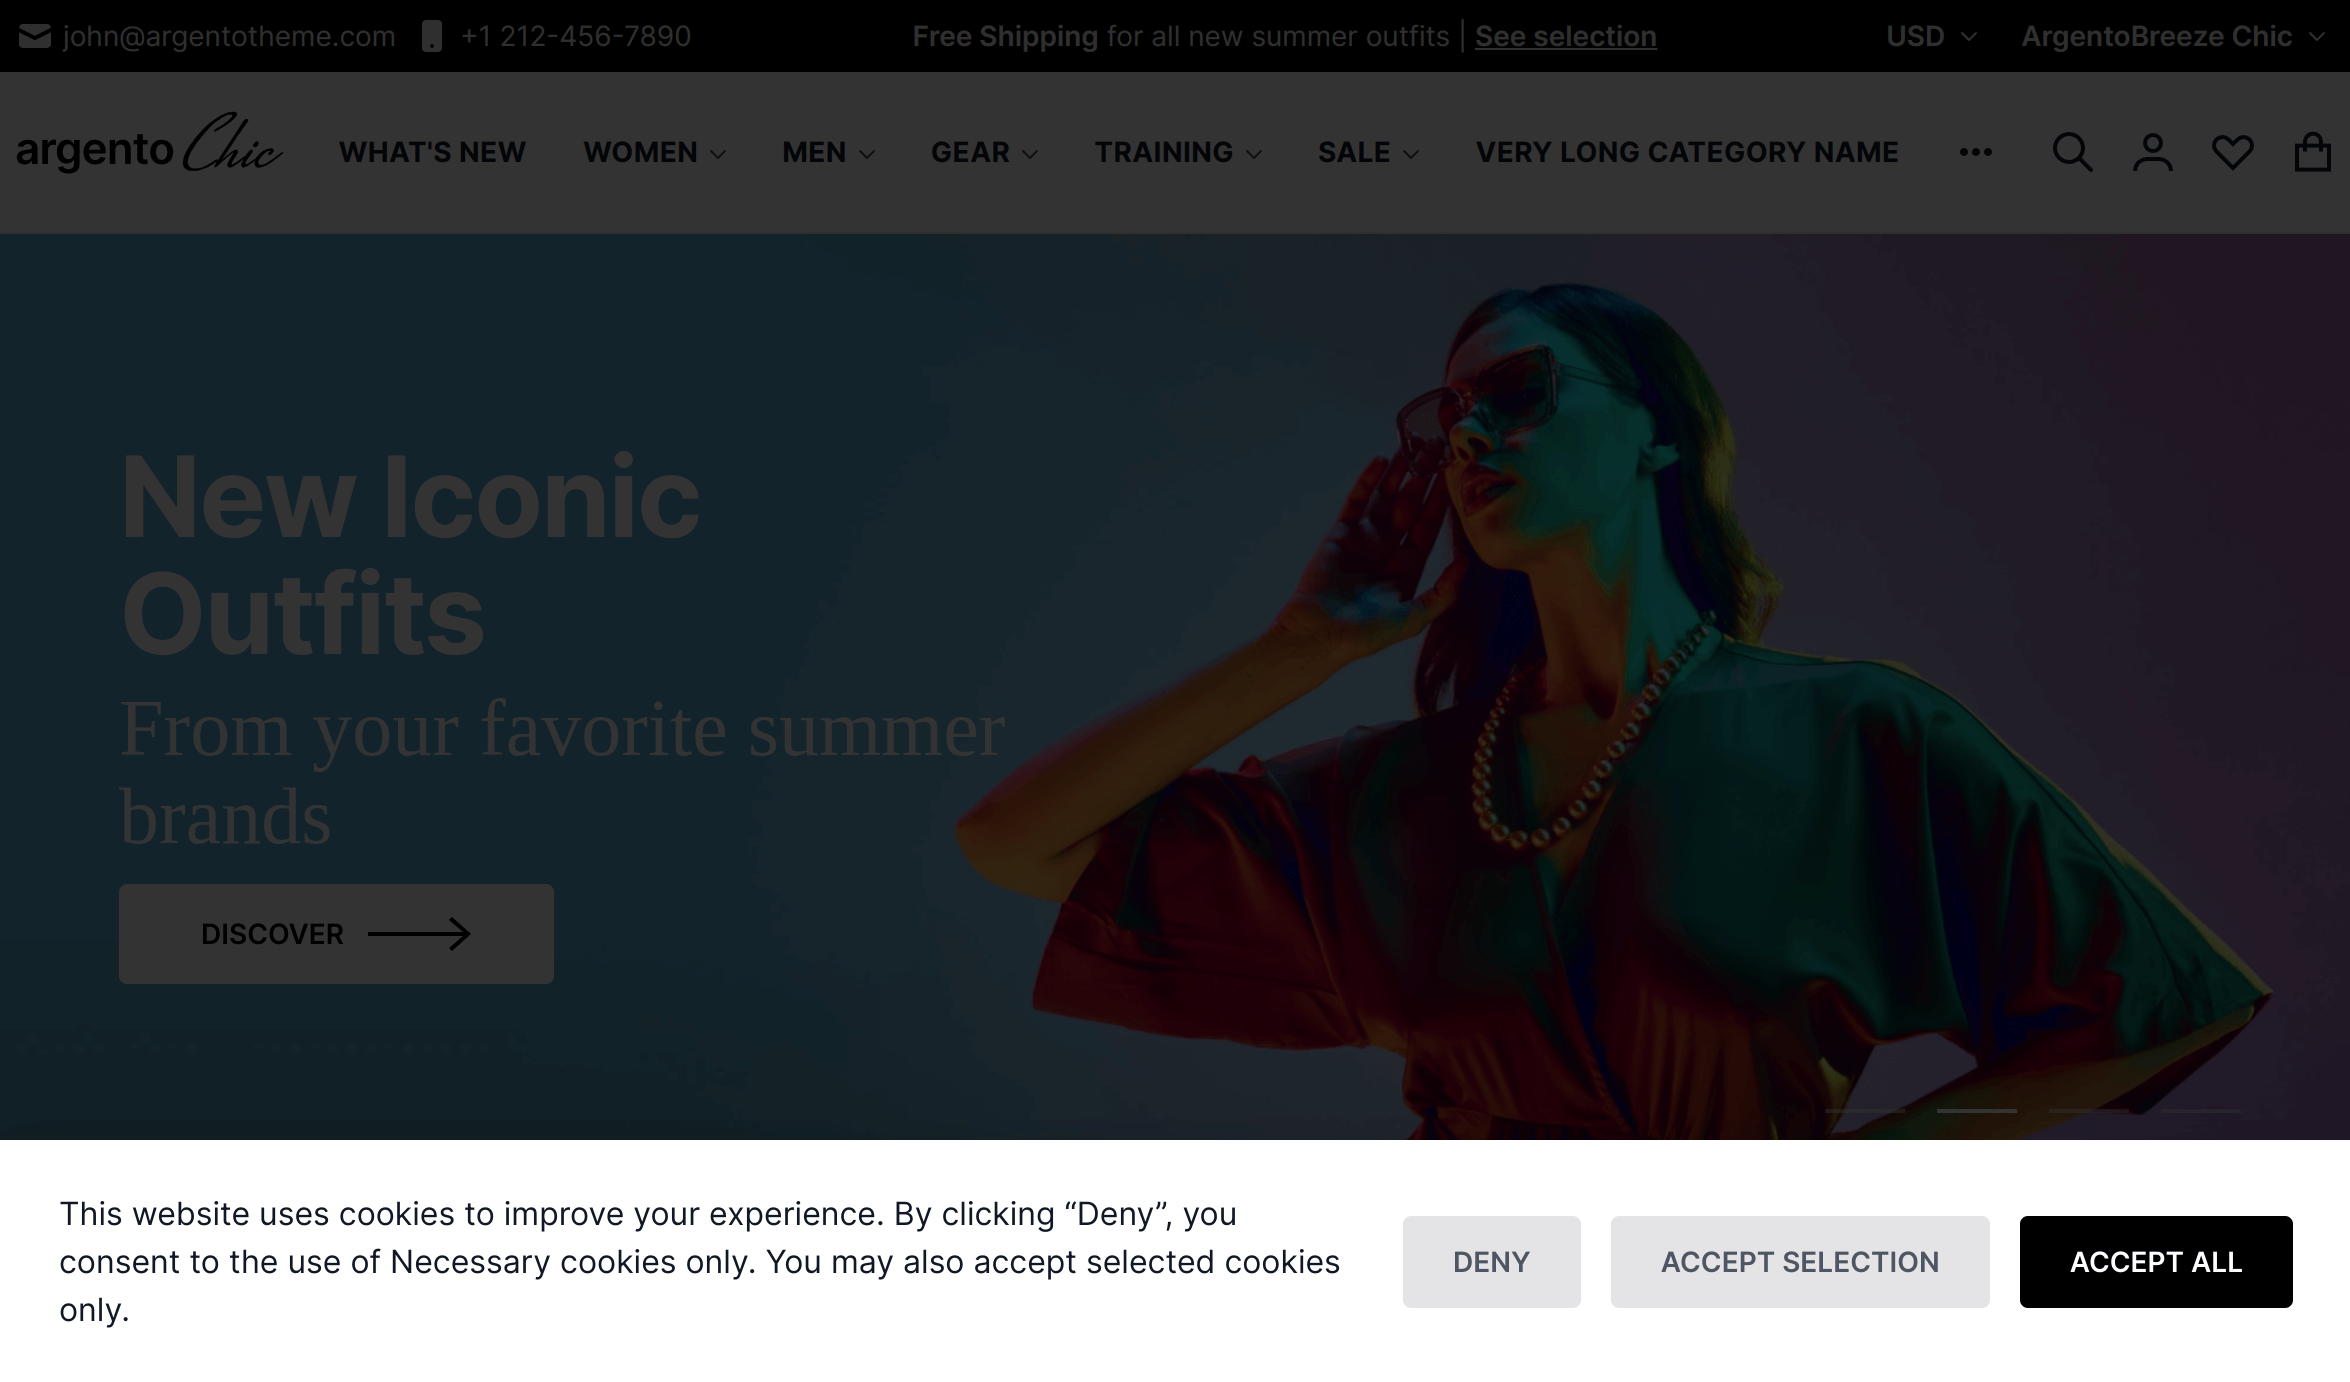 john@argentotheme.com +1 212-456-7890 Free Shipping for all new summer outfits | See selection USD ArgentoBreeze Chic
argento Chic WHAT'S NEW WOMEN MEN GEAR TRAINING SALE VERY LONG CATEGORY NAME •••
New Iconic
Outfits
From your favorite summer
brands
DISCOVER
This website uses cookies to improve your experience. By clicking “Deny”, you
consent to the use of Necessary cookies only. You may also accept selected cookies
only.
DENY ACCEPT SELECTION ACCEPT ALL